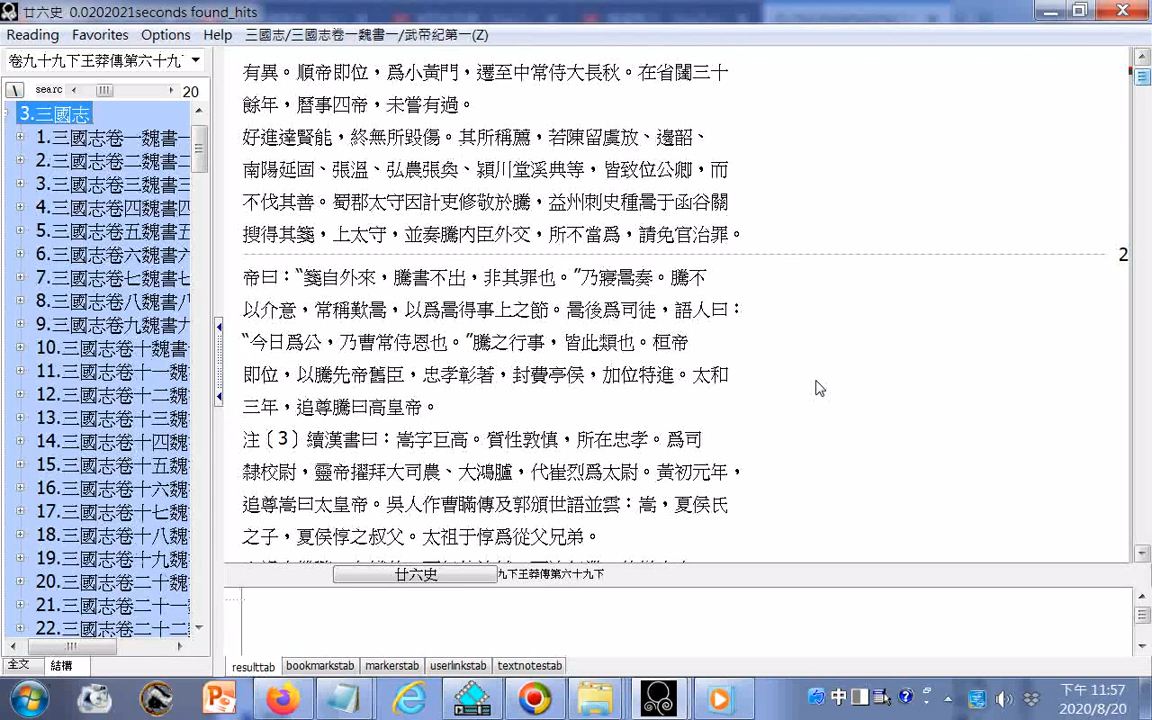 廿六史 0.0202021seconds found_hits
Reading Favorites Options Help 三國志/三國志卷一魏書一/武帝紀第一(Z)
卷九十九下王莽傳第六十九
\ searc 20
3.三國志
1.三國志卷一魏書一
2.三國志卷二魏書二
3.三國志卷三魏書三
4.三國志卷四魏書四
5.三國志卷五魏書五
6.三國志卷六魏書六
7.三國志卷七魏書七
8.三國志卷八魏書八
9.三國志卷九魏書九
10.三國志卷十魏書
11.三國志卷十一魏
12.三國志卷十二魏
13.三國志卷十三魏
14.三國志卷十四魏
15.三國志卷十五魏
16.三國志卷十六魏
17.三國志卷十七魏
18.三國志卷十八魏
19.三國志卷十九魏
20.三國志卷二十魏
21.三國志卷二十一
22.三國志卷二十二
全文 結構
有異。順帝即位，爲小黃門，遷至中常侍大長秋。在省闥三十
餘年，曆事四帝，未嘗有過。
好進達賢能，終無所毀傷。其所稱薦，若陳留虞放、邊韶、
南陽延固、張溫、弘農張奐、潁川堂溪典等，皆致位公卿，而
不伐其善。蜀郡太守因計吏修敬於騰，益州刺史種暠于函谷關
搜得其箋，上太守，並奏騰內臣外交，所不當爲，請免官治罪。
2
帝曰：“箋自外來，騰書不出，非其罪也。”乃寢暠奏。騰不
以介意，常稱歎暠，以爲暠得事上之節。暠後爲司徒，語人曰：
“今日爲公，乃曹常侍恩也。”騰之行事，皆此類也。桓帝
即位，以騰先帝舊臣，忠孝彰著，封費亭侯，加位特進。太和
三年，追尊騰曰高皇帝。
注〔3〕續漢書曰：嵩字巨高。質性敦慎，所在忠孝。爲司
隸校尉，靈帝擢拜大司農、大鴻臚，代崔烈爲太尉。黃初元年，
追尊嵩曰太皇帝。吳人作曹瞞傳及郭頒世語並雲：嵩，夏侯氏
之子，夏侯惇之叔父。太祖于惇爲從父兄弟。
廿六史 九下王莽傳第六十九下
resulttab bookmarkstab markerstab userlinkstab textnotestab
中
下午 11:57
2020/8/20